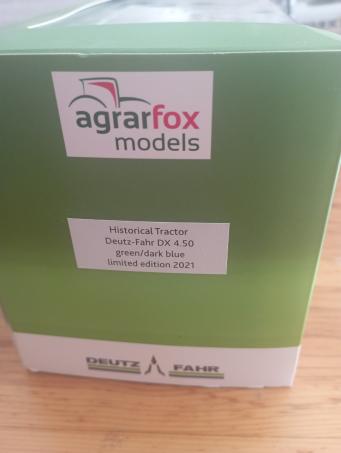 agrarfox
models
Historical Tractor
Deutz-Fahr DX 4.50
green/dark blue
limited edition 2021
DEUTZ FAHR